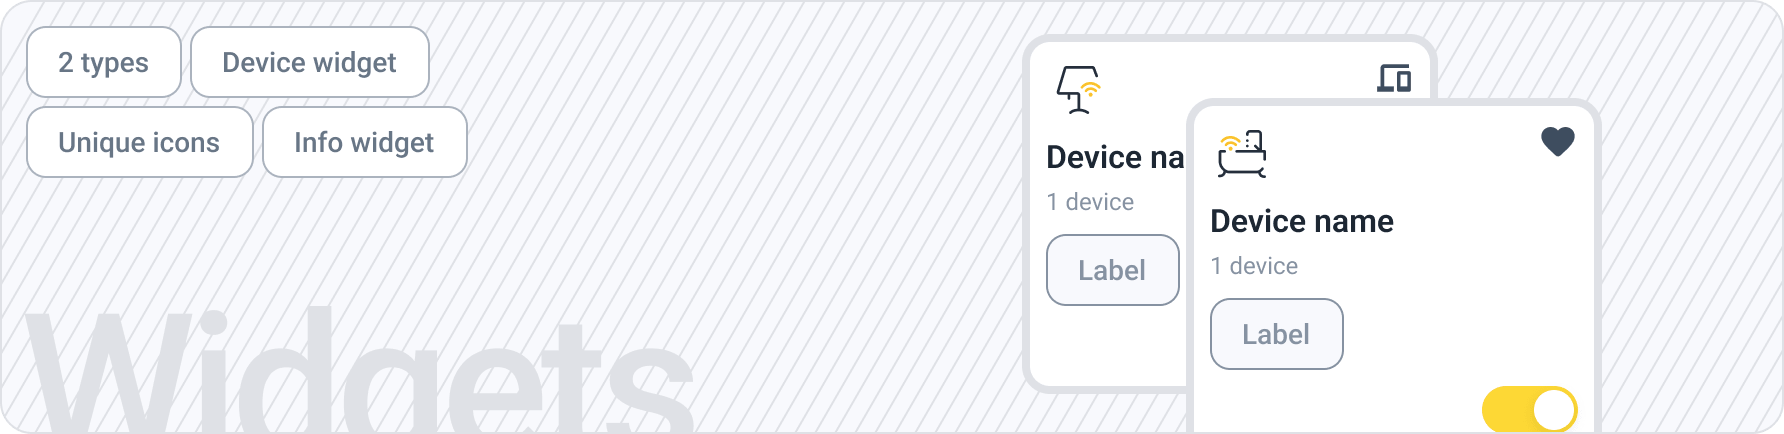 2 types
Device widget
Unique icons
Info widget
Widgets
Device na
1 device
Label
Device name
1 device
Label